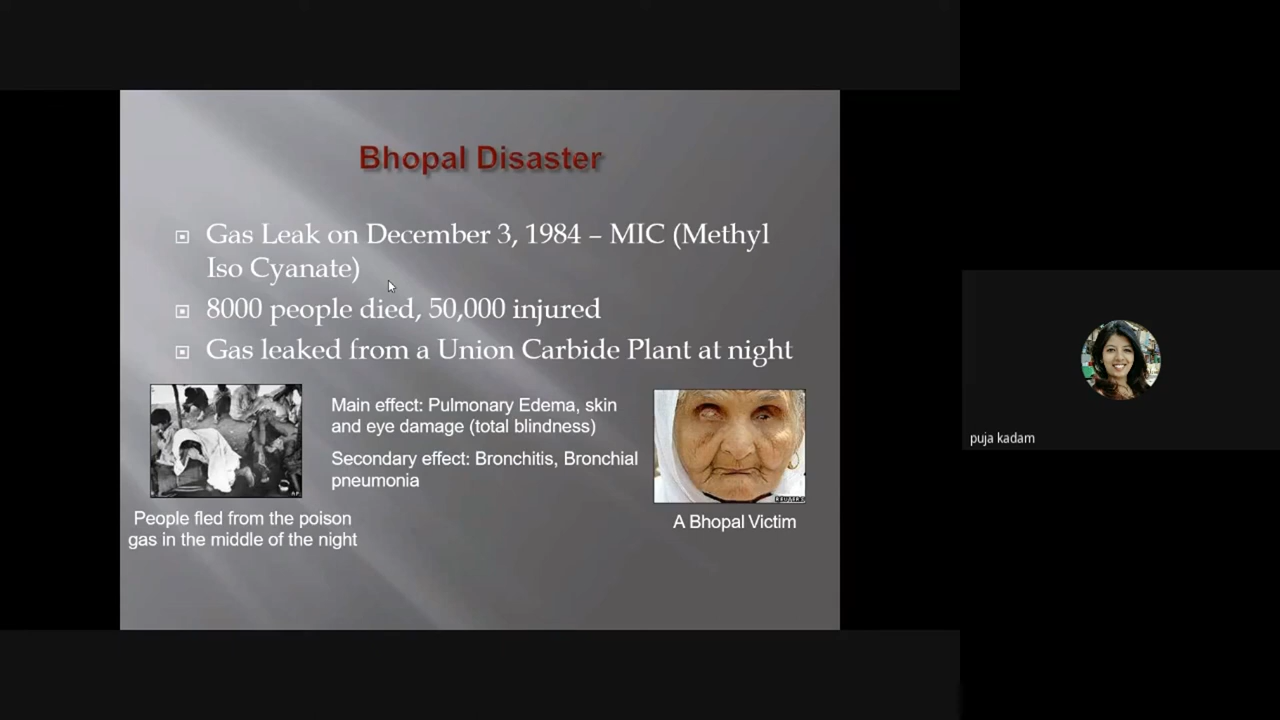 Bhopal Disaster
Gas Leak on December 3, 1984 – MIC (Methyl
Iso Cyanate)
8000 people died, 50,000 injured
Gas leaked from a Union Carbide Plant at night
Main effect: Pulmonary Edema, skin
and eye damage (total blindness)
Secondary effect: Bronchitis, Bronchial
pneumonia
AP
People fled from the poison
gas in the middle of the night
REUTERS
A Bhopal Victim
puja kadam